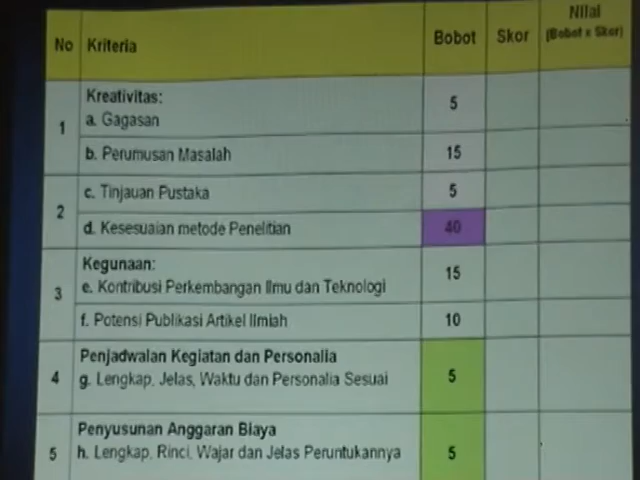 No Kriteria Bobot Skor Nilai
(Bobot x Skor)
1 Kreativitas:
a. Gagasan 5
b. Perumusan Masalah 15
2 c. Tinjauan Pustaka 5
d. Kesesuaian metode Penelitian 40
3 Kegunaan:
e. Kontribusi Perkembangan Ilmu dan Teknologi 15
f. Potensi Publikasi Artikel Ilmiah 10
4 Penjadwalan Kegiatan dan Personalia
g. Lengkap, Jelas, Waktu dan Personalia Sesuai 5
5 Penyusunan Anggaran Biaya
h. Lengkap, Rinci, Wajar dan Jelas Peruntukannya 5